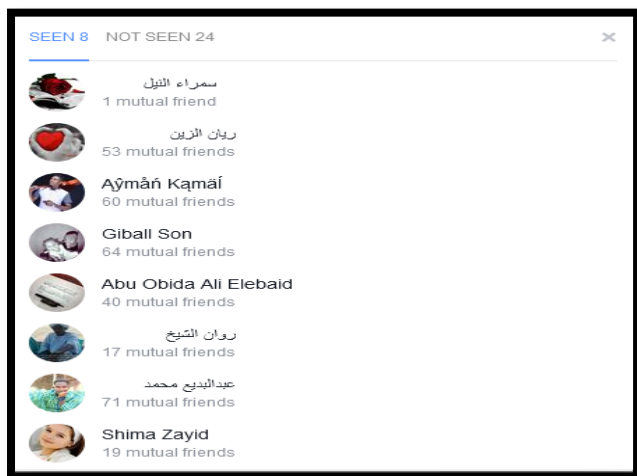 SEEN 8 NOT SEEN 24 ×
سمراء النيل
1 mutual friend
ريان الزين
53 mutual friends
Ąŷmåń Kąmäĺ
60 mutual friends
Giball Son
64 mutual friends
Abu Obida Ali Elebaid
40 mutual friends
روان الشيخ
17 mutual friends
عبدالبديع محمد
71 mutual friends
Shima Zayid
19 mutual friends